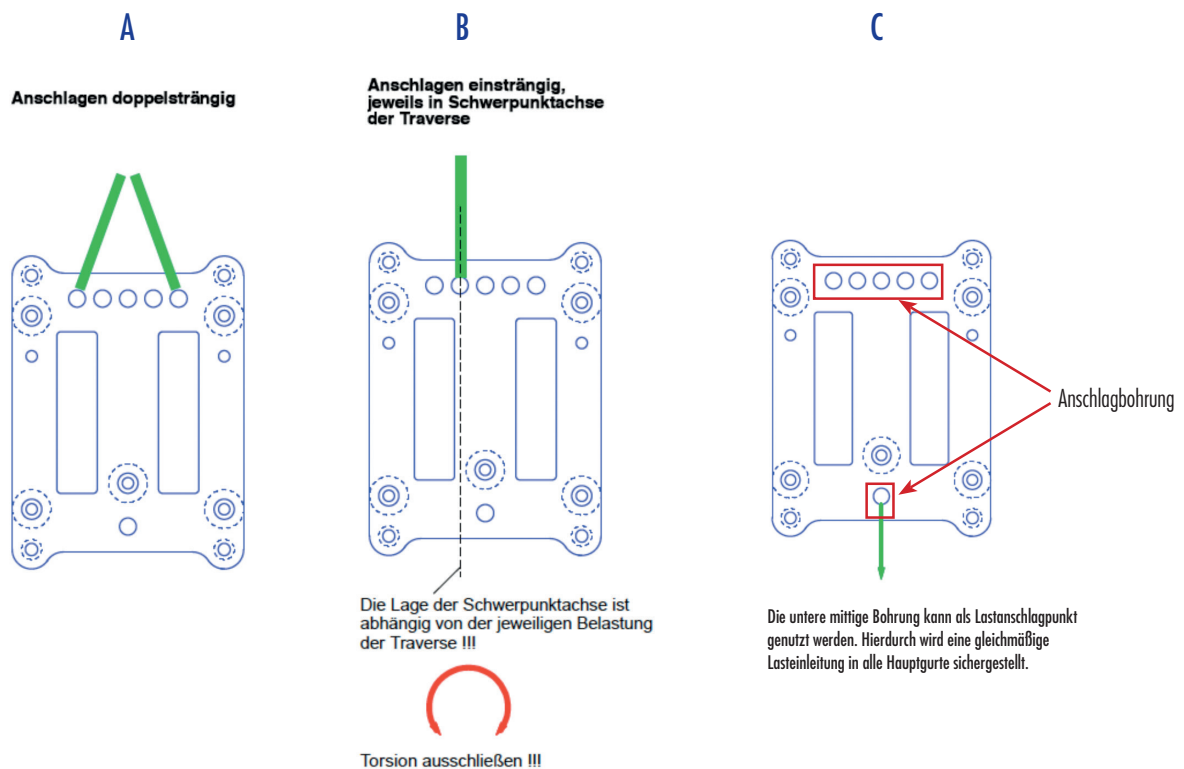 A
Anschlagen doppelsträngig
B
Anschlagen einsträngig,
jeweils in Schwerpunktachse
der Traverse
Die Lage der Schwerpunktachse ist
abhängig von der jeweiligen Belastung
der Traverse !!!
Torsion ausschließen !!!
C
Anschlagbohrung
Die untere mittige Bohrung kann als Lastanschlagpunkt
genutzt werden. Hierdurch wird eine gleichmäßige
Lasteinleitung in alle Hauptgurte sichergestellt.